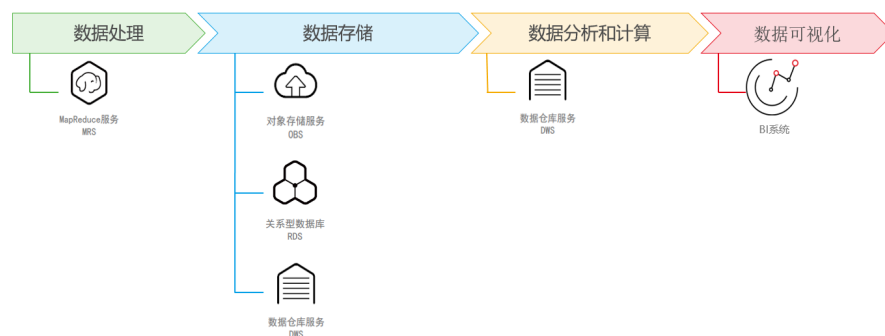 数据处理
数据存储
数据分析和计算
数据可视化
MapReduce服务
MRS
对象存储服务
OBS
关系型数据库
RDS
数据仓库服务
DWS
数据仓库服务
DWS
BI系统